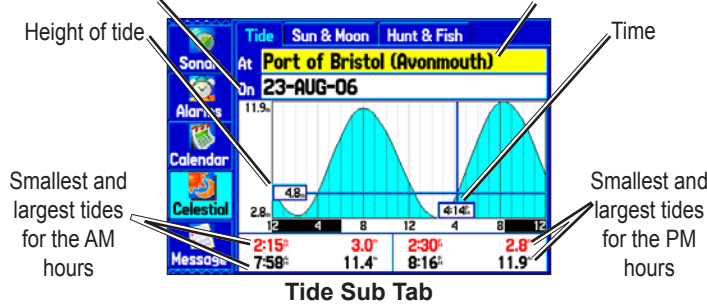 Height of tide
Time
Tide Sun & Moon Hunt & Fish
Sonar
At Port of Bristol (Avonmouth)
On 23-AUG-06
Alarms
11.9
Calendar
4.8
4:14
Celestial
2.8
12 4 8 12 4 8 12
Message
2:15 3.0 2:30 2.8
7:58 11.4 8:16 11.9
Smallest and
largest tides
for the AM
hours
Smallest and
largest tides
for the PM
hours
Tide Sub Tab